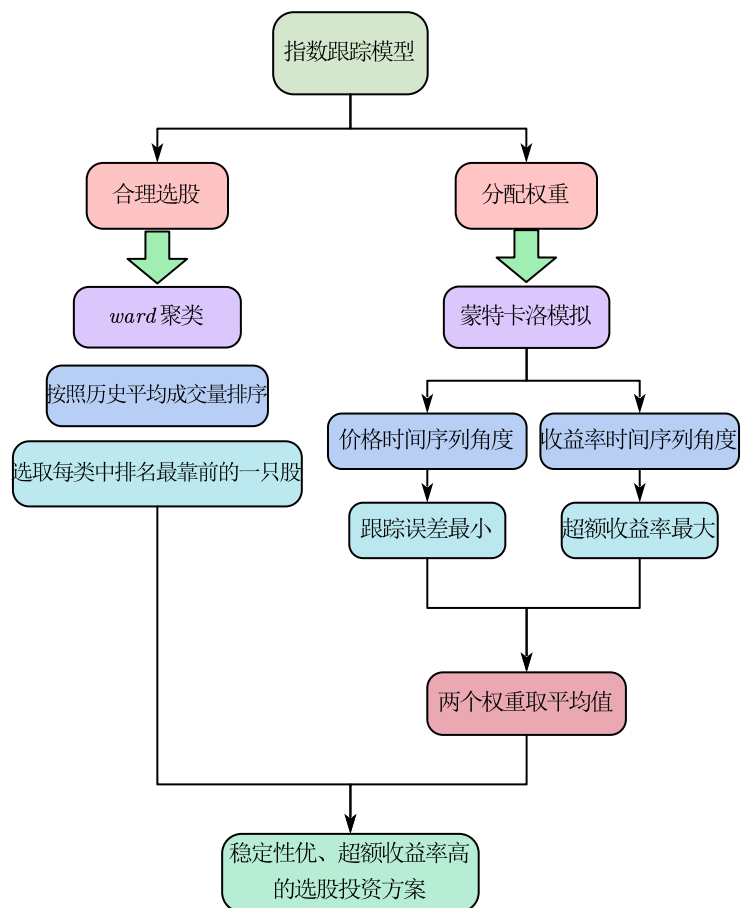 指数跟踪模型
合理选股
分配权重
ward 聚类
蒙特卡洛模拟
按照历史平均成交量排序
价格时间序列角度
收益率时间序列角度
选取每类中排名最靠前的一只股
跟踪误差最小
超额收益率最大
两个权重取平均值
稳定性优、超额收益率高
的选股投资方案